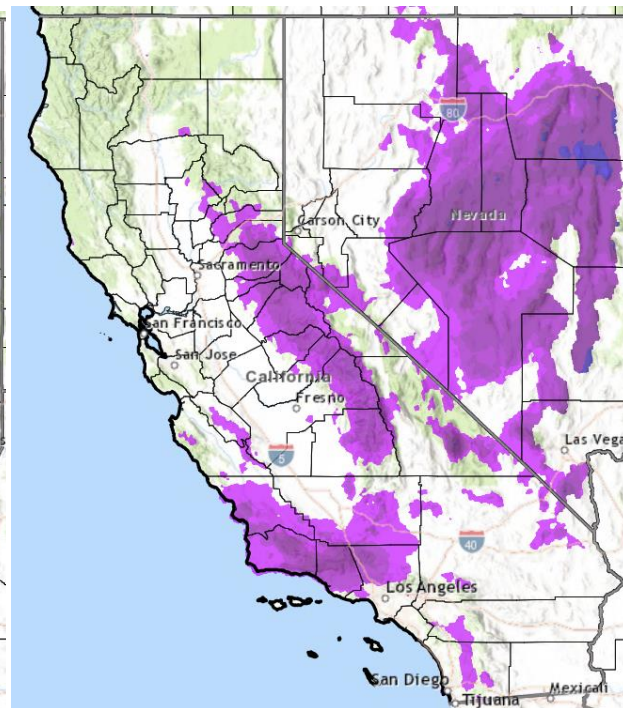 80
Carson City
Nevada
Sacramento
San Francisco
San Jose
California
Fresno
5
Las Vega
40
Los Angeles
San Diego
Tijuana
Mexicali